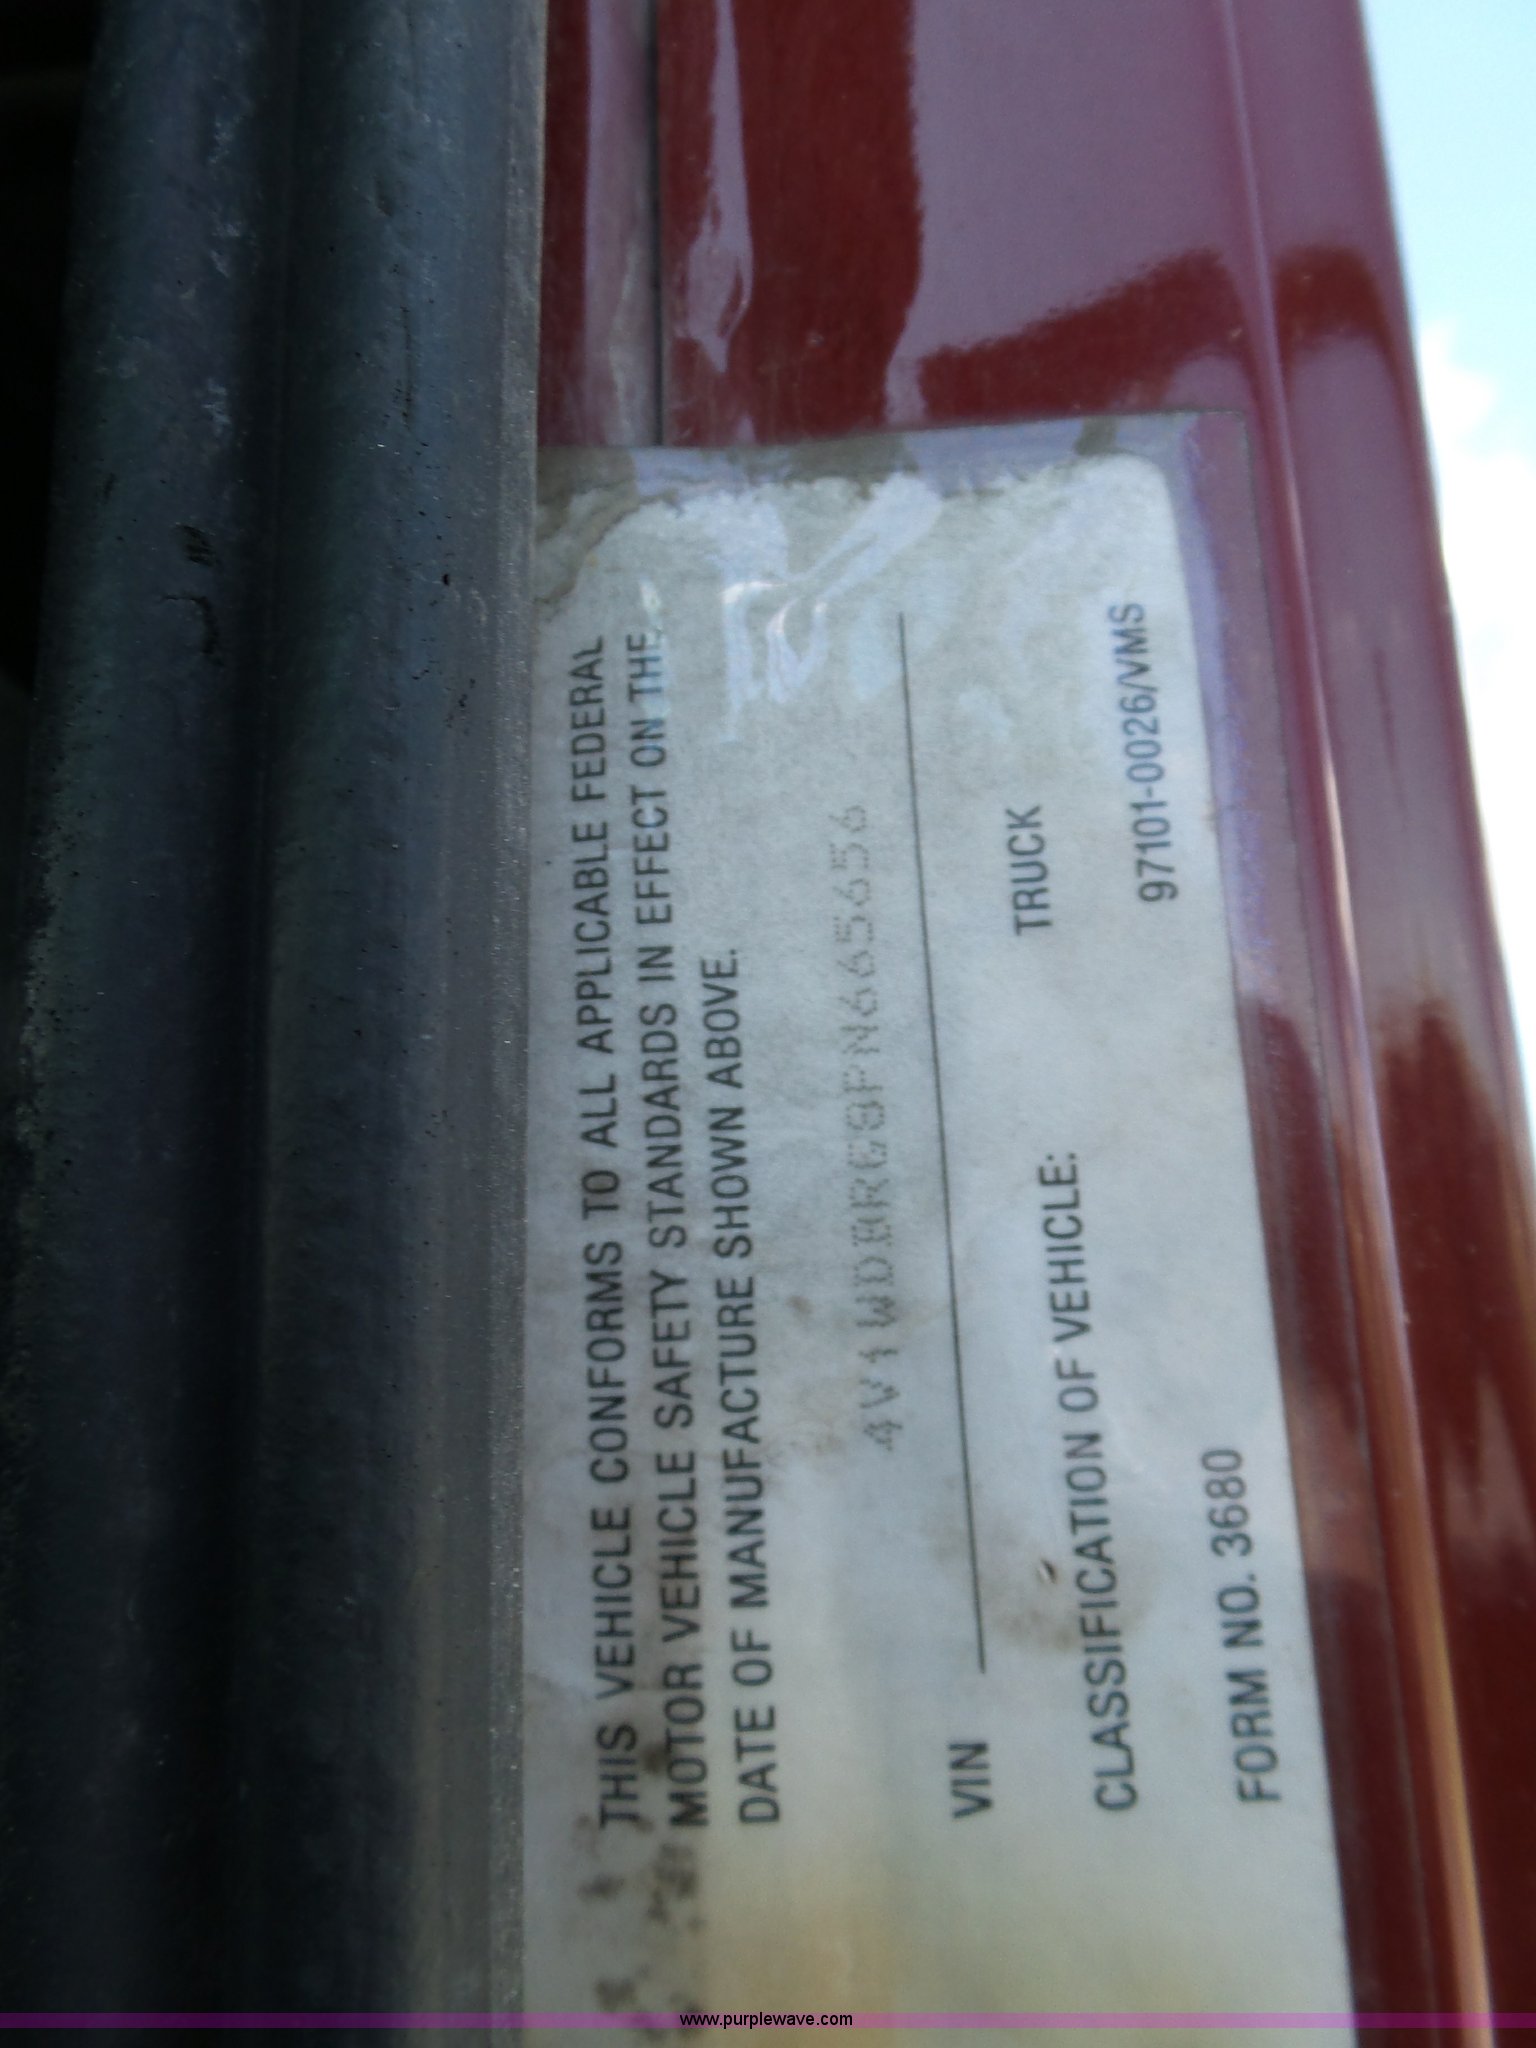 THIS VEHICLE CONFORMS TO ALL APPLICABLE FEDERAL
MOTOR VEHICLE SAFETY STANDARDS IN EFFECT ON THE
DATE OF MANUFACTURE SHOWN ABOVE.
4V1WDBRG8PN665656
VIN
CLASSIFICATION OF VEHICLE: TRUCK
FORM NO. 3680 97101-0026/VMS
www.purplewave.com